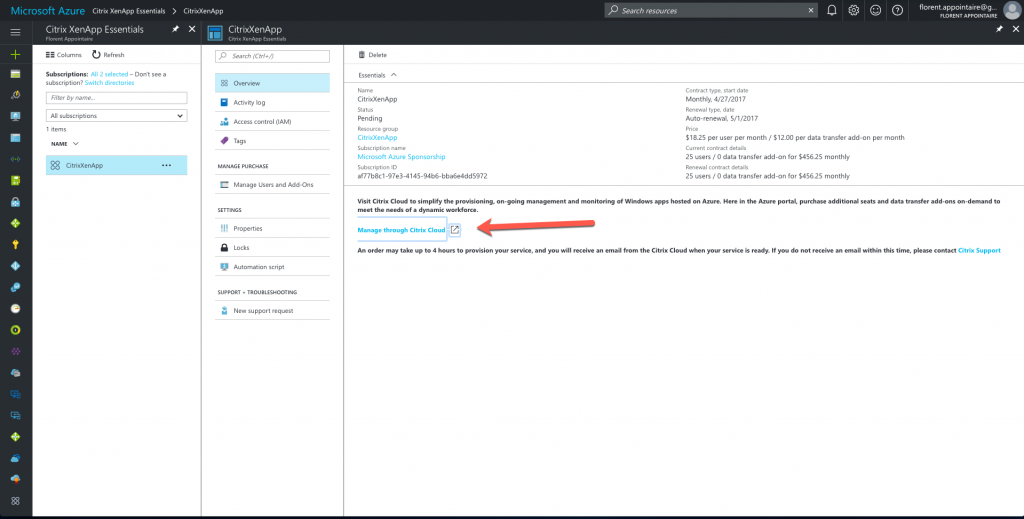 Microsoft Azure Citrix XenApp Essentials > CitrixXenApp
Search resources
florent.appointaire@g...
FLORENT APPOINTAIRE
Citrix XenApp Essentials
Florent Appointaire
Columns Refresh
Subscriptions: All 2 selected – Don't see a
subscription? Switch directories
Filter by name...
All subscriptions
1 items
NAME
CitrixXenApp
CitrixXenApp
Citrix XenApp Essentials
Search (Ctrl+/)
Overview
Activity log
Access control (IAM)
Tags
MANAGE PURCHASE
Manage Users and Add-Ons
SETTINGS
Properties
Locks
Automation script
SUPPORT + TROUBLESHOOTING
New support request
Delete
Essentials
Name
CitrixXenApp
Status
Pending
Resource group
CitrixXenApp
Subscription name
Microsoft Azure Sponsorship
Subscription ID
af77b8c1-97e3-4145-94b6-bba6e4dd5972
Contract type, start date
Monthly, 4/27/2017
Renewal type, date
Auto-renewal, 5/1/2017
Price
$18.25 per user per month / $12.00 per data transfer add-on per month
Current contract details
25 users / 0 data transfer add-on for $456.25 monthly
Renewal contract details
25 users / 0 data transfer add-on for $456.25 monthly
Visit Citrix Cloud to simplify the provisioning, on-going management and monitoring of Windows apps hosted on Azure. Here in the Azure portal, purchase additional seats and data transfer add-ons on-demand to
meet the needs of a dynamic workforce.
Manage through Citrix Cloud
An order may take up to 4 hours to provision your service, and you will receive an email from the Citrix Cloud when your service is ready. If you do not receive an email within this time, please contact Citrix Support